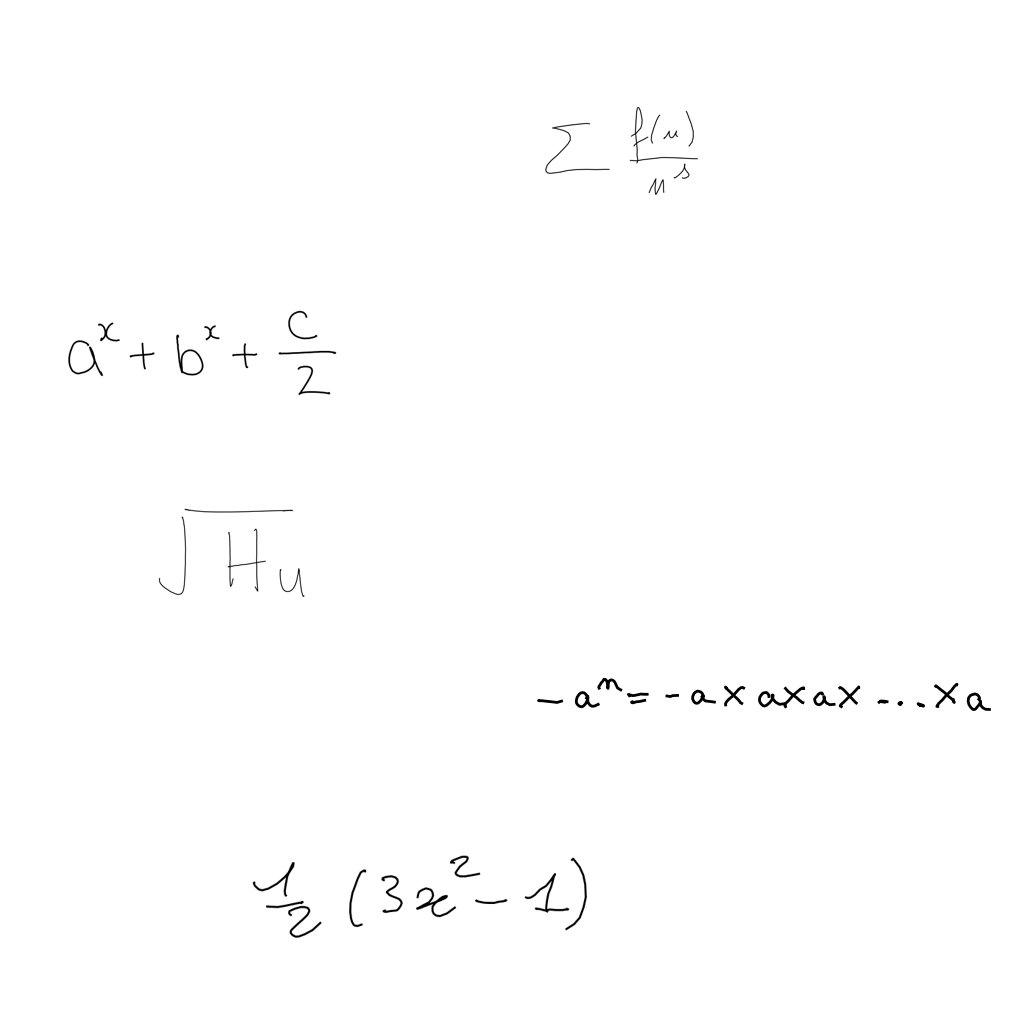 \sum \frac{f(n)}{n^s}
a^x + b^x + \frac{c}{2}
\sqrt{Hu}
-a^n = -a \times a \times a \times \ldots \times a
\frac{1}{2} (3x^2 - 1)